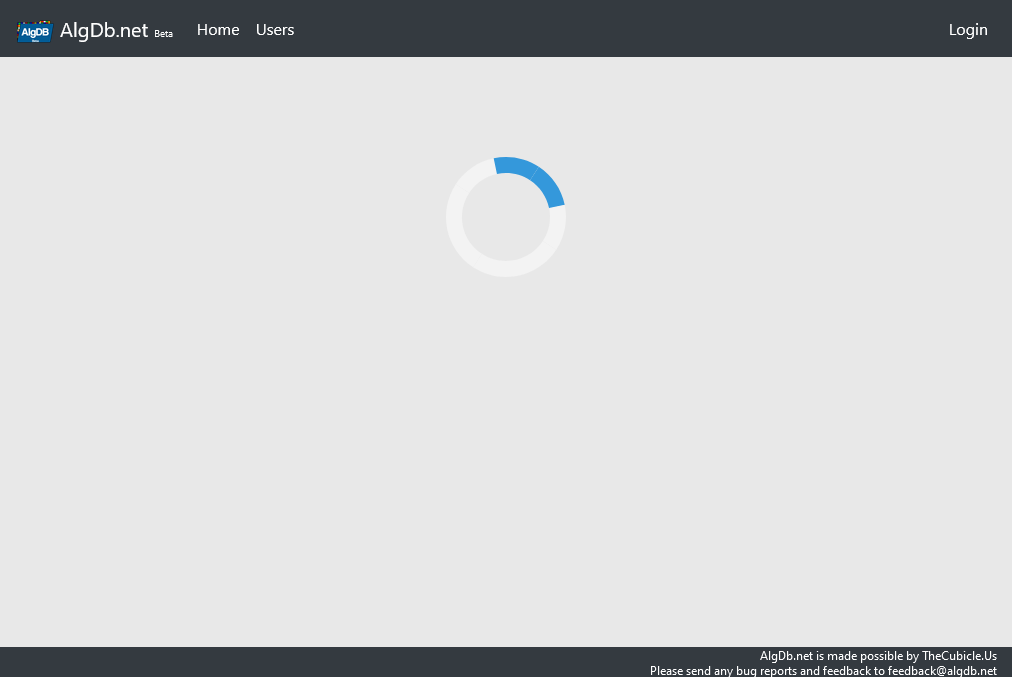 AlgDB
AlgDb.net Beta
Home
Users
Login
AlgDb.net is made possible by TheCubicle.Us
Please send any bug reports and feedback to feedback@algdb.net